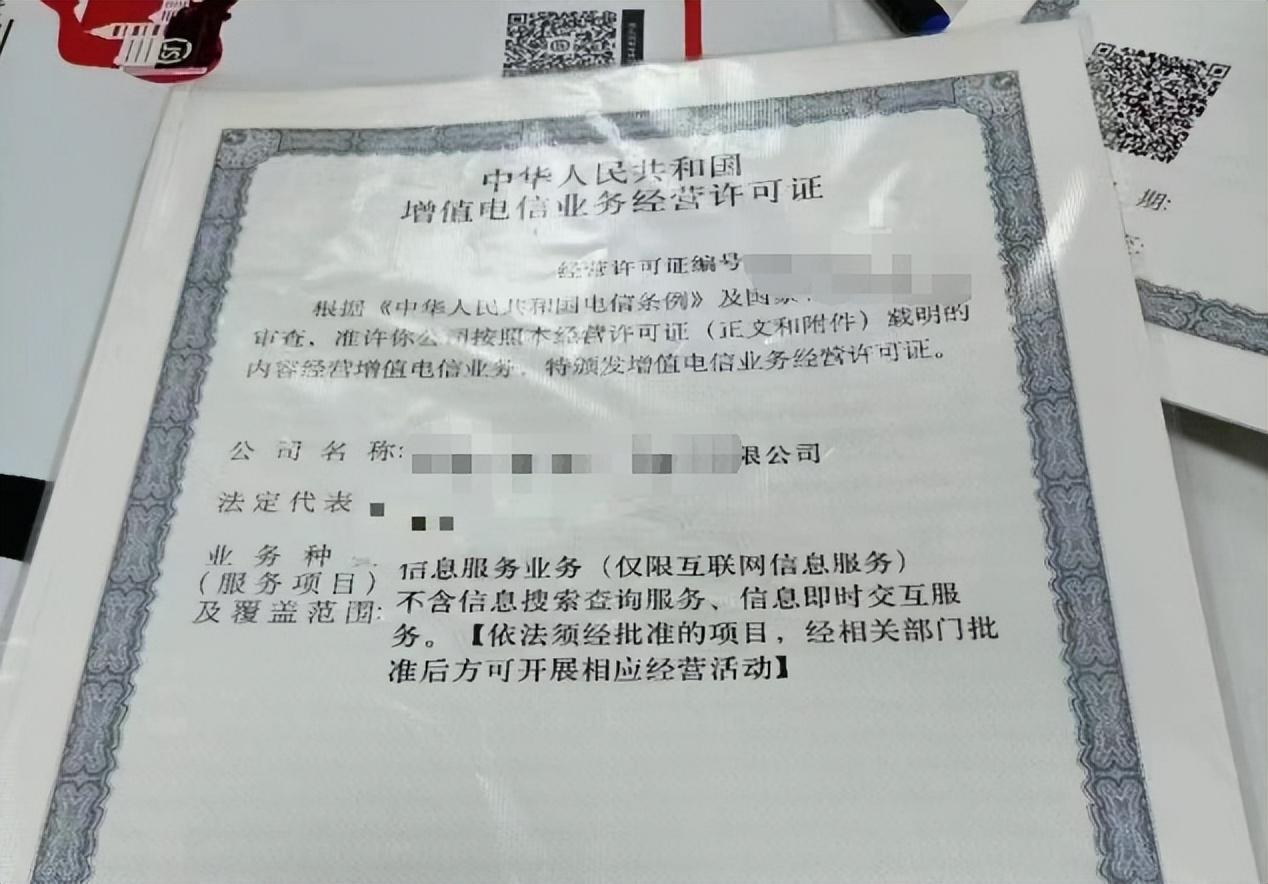 中华人民共和国
增值电信业务经营许可证
经营许可证编号
根据《中华人民共和国电信条例》及国家
审查，准许你公司按照本经营许可证（正文和附件）载明的
内容经营增值电信业务，特颁发增值电信业务经营许可证。
公司名称:
限公司
法定代表
业务种
（服务项目）
及覆盖范围:
信息服务业务（仅限互联网信息服务）
不含信息搜索查询服务、信息即时交互服
务。【依法须经批准的项目，经相关部门批
准后方可开展相应经营活动】
期: